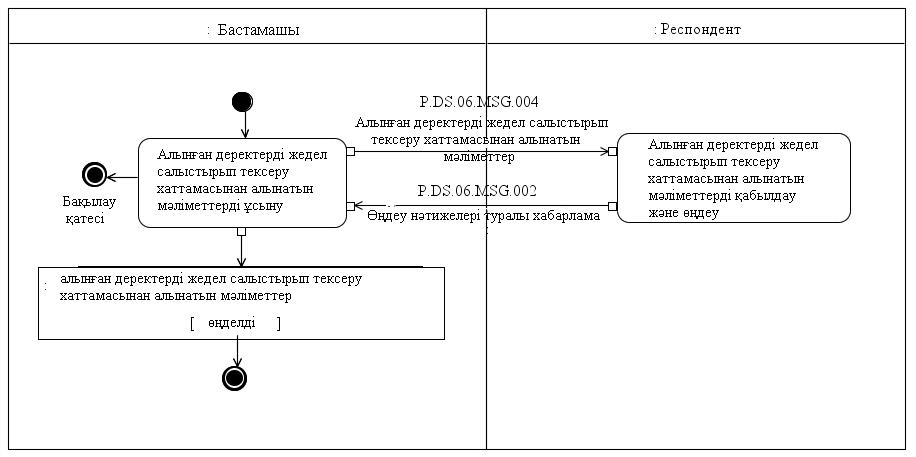 : Бастамашы
: Респондент
P.DS.06.MSG.004
Алынған деректерді жедел салыстырып
тексеру хаттамасынан алынатын
мәліметтер
Алынған деректерді жедел
салыстырып тексеру
хаттамасынан алынатын
мәліметтерді ұсыну
Алынған деректерді жедел
салыстырып тексеру
хаттамасынан алынатын
мәліметтерді қабылдау
және өңдеу
P.DS.06.MSG.002
Өңдеу нәтижелері туралы хабарлама
:
Бақылау
қатесі
: алынған деректерді жедел салыстырып тексеру
хаттамасынан алынатын мәліметтер
[ өңделді ]